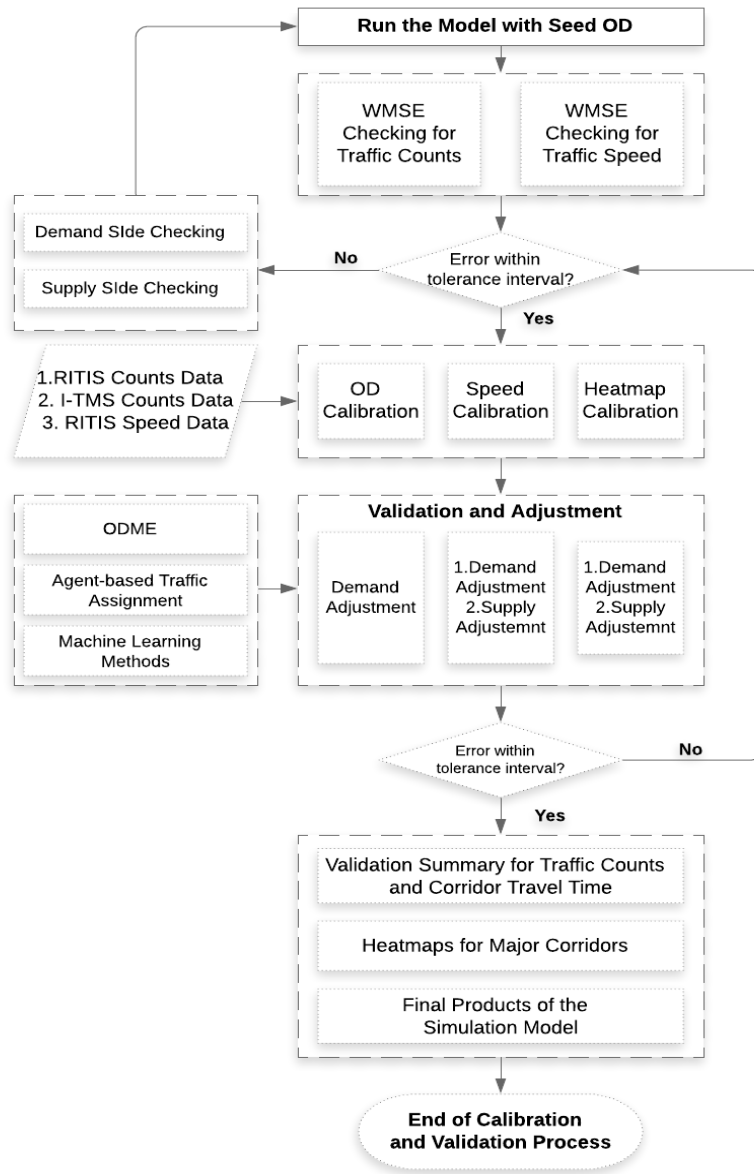 Run the Model with Seed OD
WMSE
Checking for
Traffic Counts
WMSE
Checking for
Traffic Speed
Demand SIde Checking
Supply SIde Checking
No
Error within
tolerance interval?
Yes
1.RITIS Counts Data
2. I-TMS Counts Data
3. RITIS Speed Data
OD
Calibration
Speed
Calibration
Heatmap
Calibration
ODME
Agent-based Traffic
Assignment
Machine Learning
Methods
Validation and Adjustment
Demand
Adjustment
1.Demand
Adjustment
2.Supply
Adjustemnt
1.Demand
Adjustment
2.Supply
Adjustemnt
Error within
tolerance interval?
No
Yes
Validation Summary for Traffic Counts
and Corridor Travel Time
Heatmaps for Major Corridors
Final Products of the
Simulation Model
End of Calibration
and Validation Process